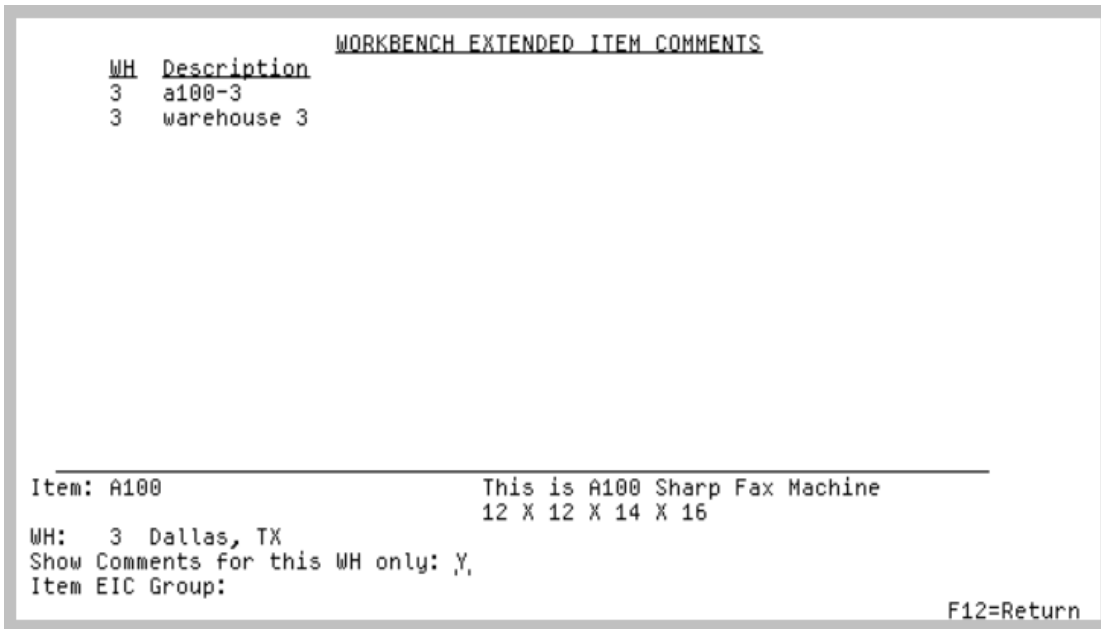 WORKBENCH EXTENDED ITEM COMMENTS
WH Description
3 a100-3
3 warehouse 3
Item: A100 This is A100 Sharp Fax Machine
12 X 12 X 14 X 16
WH: 3 Dallas, TX
Show Comments for this WH only: Y
Item EIC Group:
F12=Return